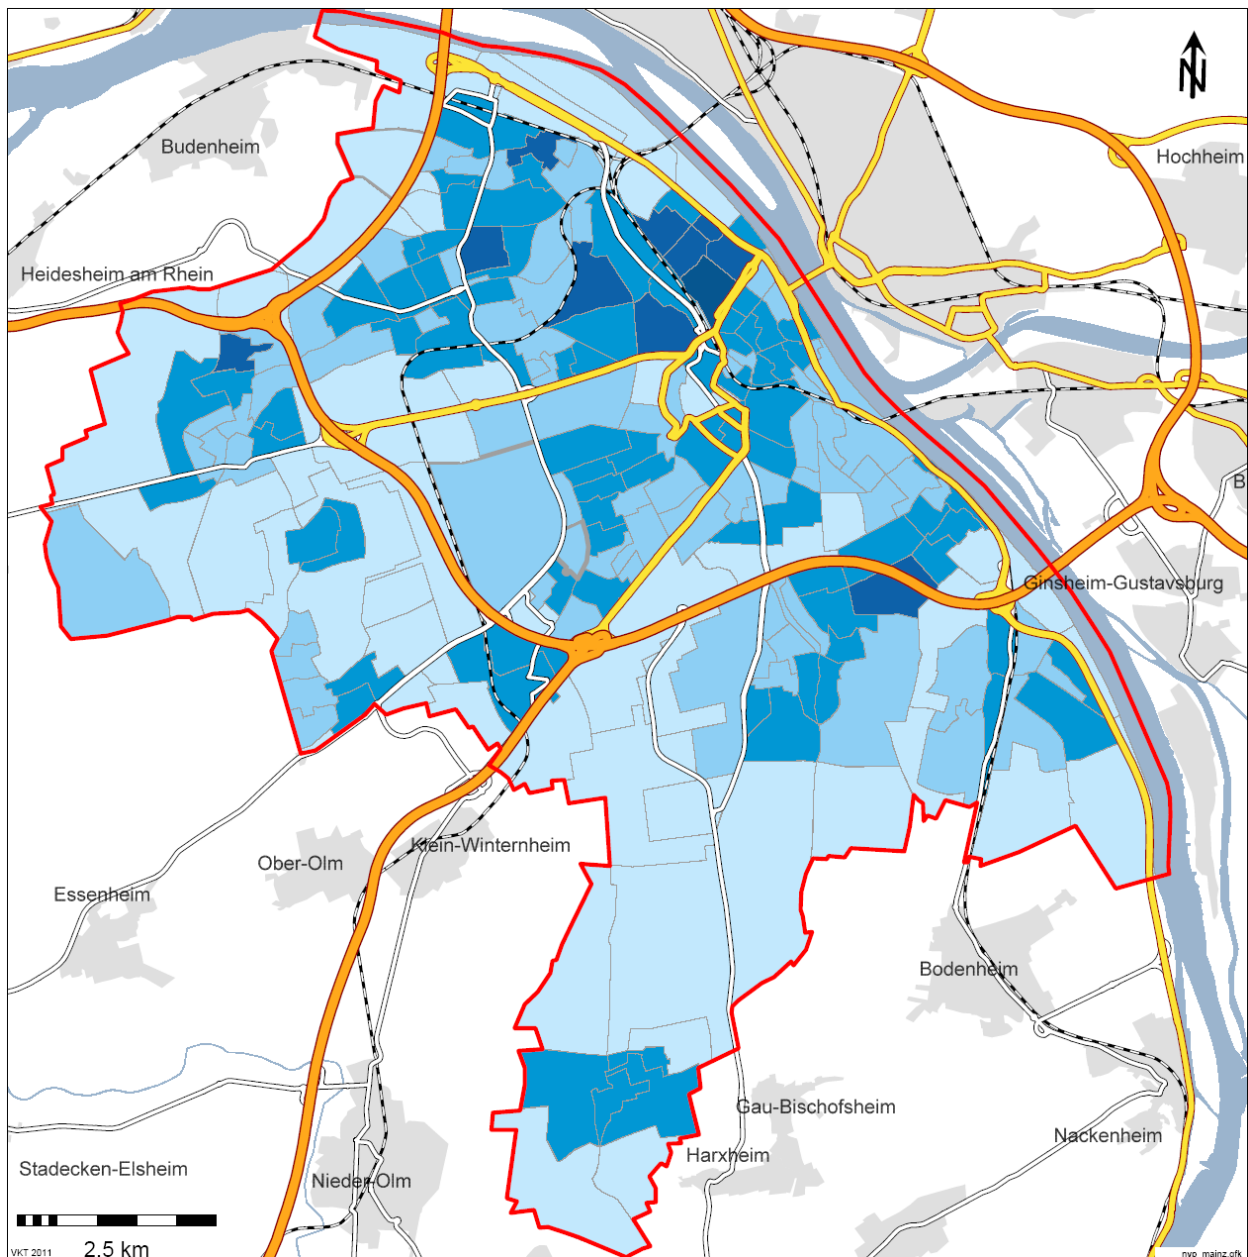 N
Budenheim
Hochheim
Heidesheim am Rhein
B
Ginsheim-Gustavsburg
Klein-Winternheim
Ober-Olm
Essenheim
Bodenheim
Gau-Bischofsheim
Nackenheim
Harxheim
Stadecken-Elsheim
Nieder-Olm
VKT 2011
2.5 km
nvp_mainz.gfk